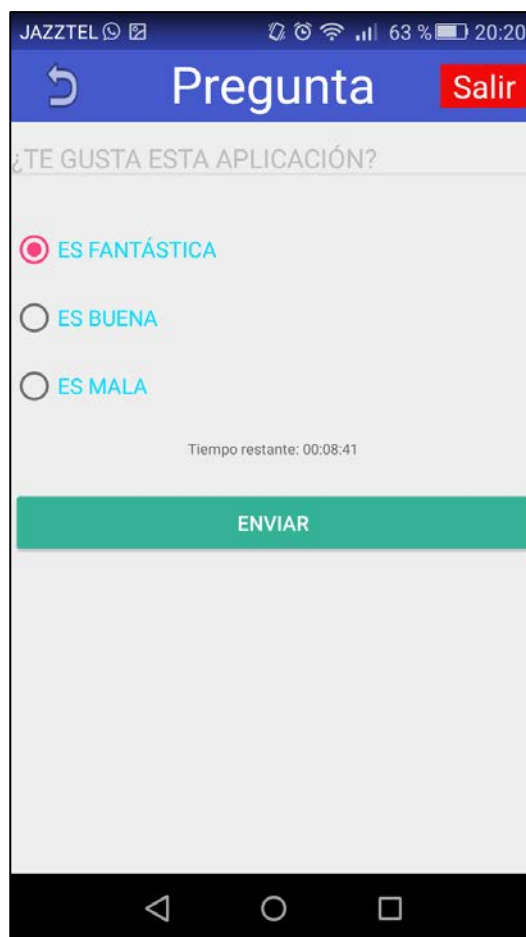 JAZZTEL 63 % 20:20
Pregunta Salir
¿TE GUSTA ESTA APLICACIÓN?
ES FANTÁSTICA
ES BUENA
ES MALA
Tiempo restante: 00:08:41
ENVIAR